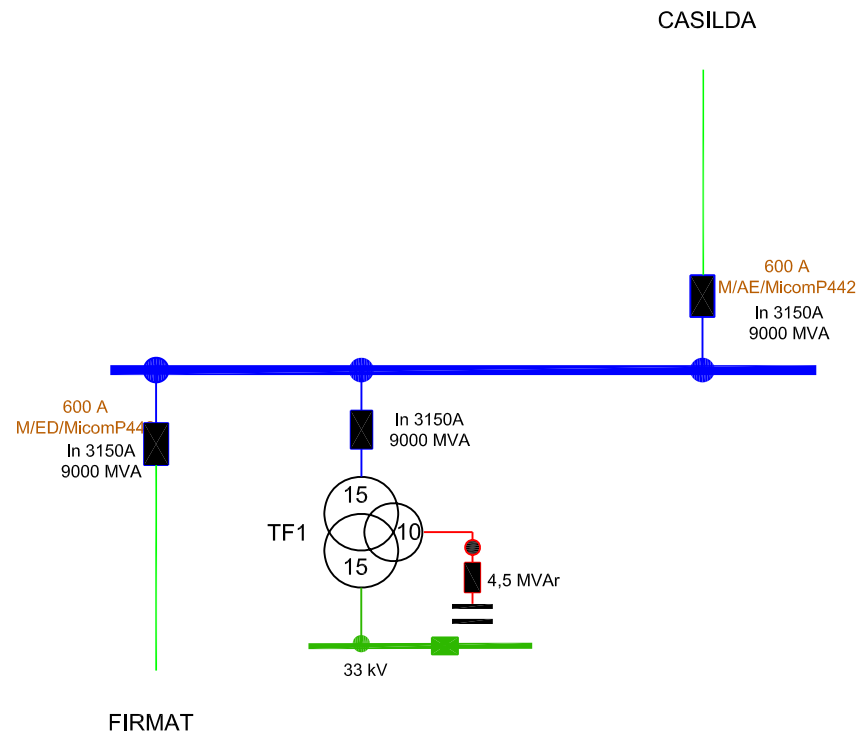 CASILDA
600 A
M/AE/MicomP442
In 3150A
9000 MVA
600 A
M/ED/MicomP44
In 3150A
9000 MVA
In 3150A
9000 MVA
15
10
15
TF1
4,5 MVAr
33 kV
FIRMAT